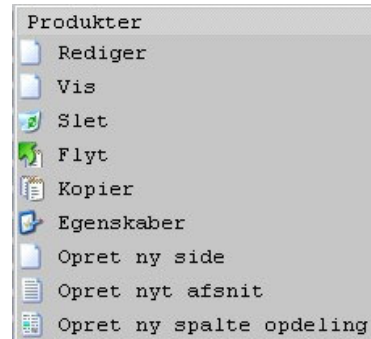 Produkter
Rediger
Vis
Slet
Flyt
Kopier
Egenskaber
Opret ny side
Opret nyt afsnit
Opret ny spalte opdeling